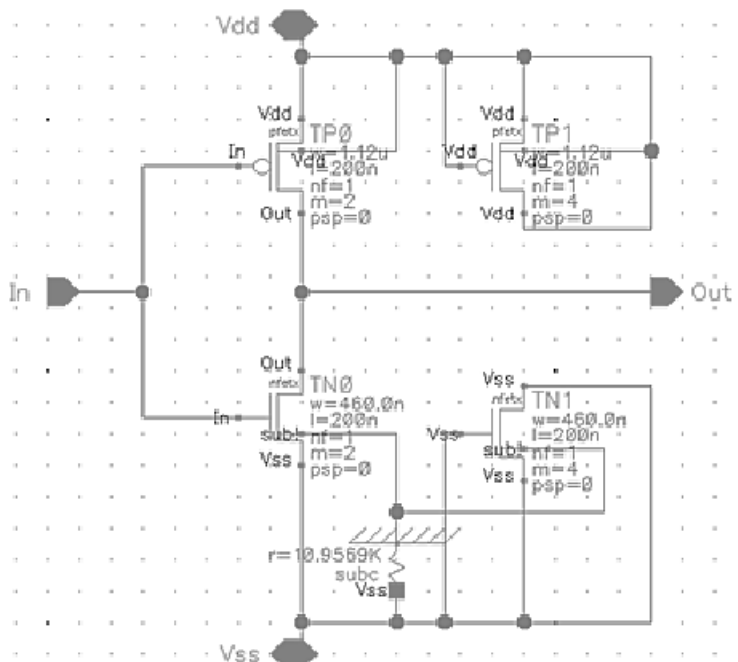 Vdd
Vdd
pfetx
TP0
In
Vdd
w=1.12u
l=200n
nf=1
m=2
Out
psp=0
Vdd
pfetx
TP1
Vdd
Vdd
w=1.12u
l=200n
nf=1
m=4
Vdd
psp=0
In
Out
Out
nfetx
TN0
w=460.0n
In
l=200n
sub!
nf=1
m=2
Vss
psp=0
Vss
nfetx
TN1
w=460.0n
Vss
l=200n
sub!
nf=1
m=4
Vss
psp=0
r=10.9569K
subc
Vss
Vss